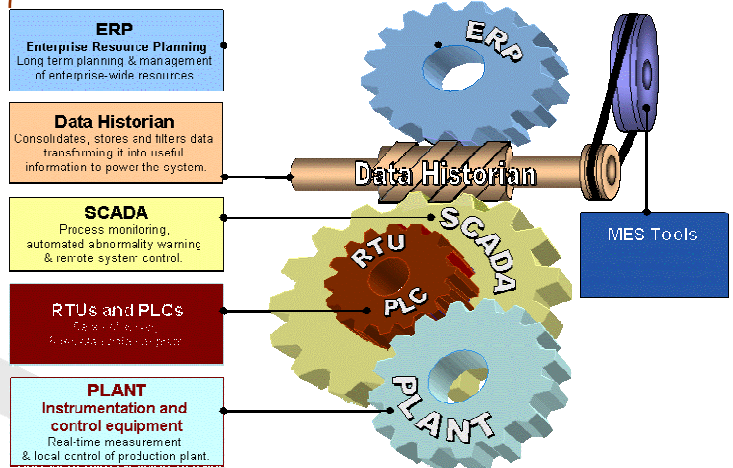 ERP
Enterprise Resource Planning
Long term planning & management
of enterprise-wide resources
Data Historian
Consolidates, stores and filters data
transforming it into useful
information to power the system.
SCADA
Process monitoring,
automated abnormality warning
& remote system control.
RTUs and PLCs
PLANT
Instrumentation and
control equipment
Real-time measurement
& local control of production plant.
ERP
Data Historian
SCADA
RTU
PLC
PLANT
MES Tools